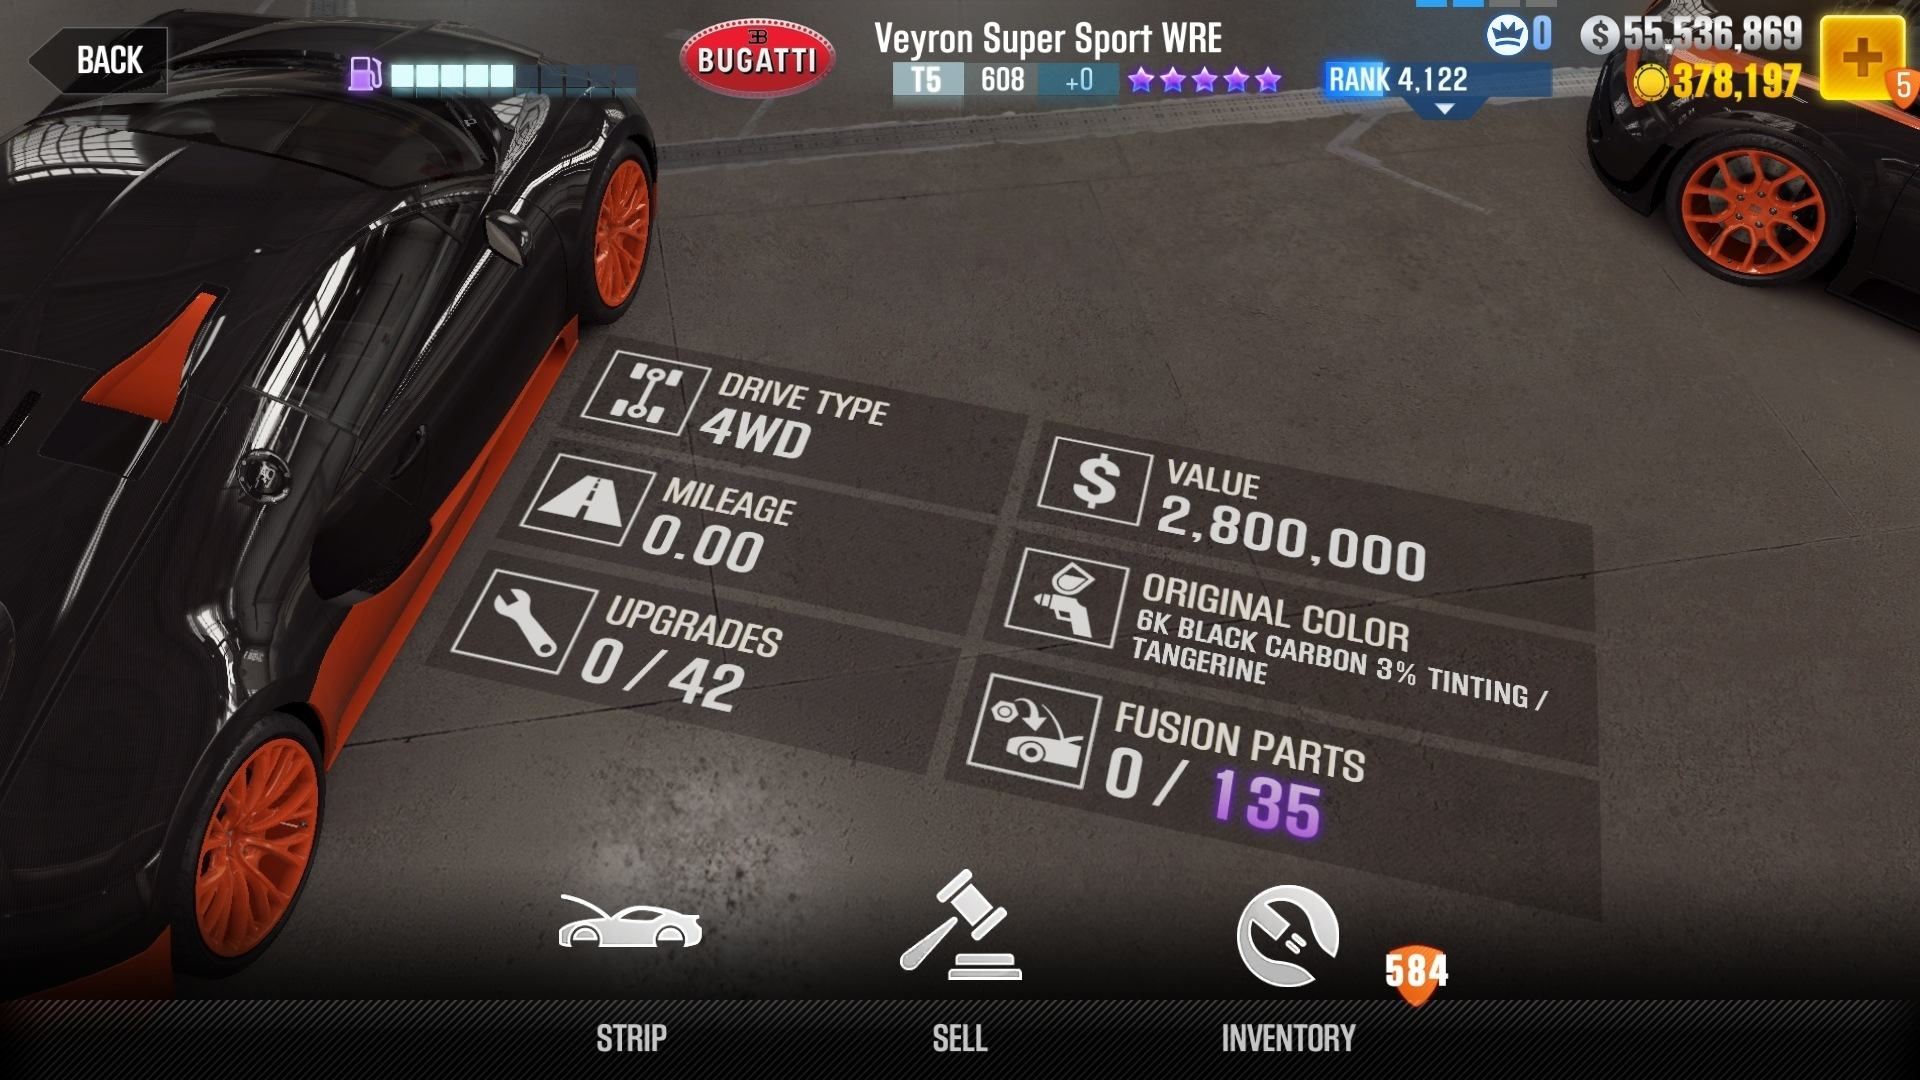 BACK
BUGATTI
Veyron Super Sport WRE
T5 608 +0
RANK 4,122
0
55,536,869
378,197
5
DRIVE TYPE
4WD
MILEAGE
0.00
UPGRADES
0 / 42
VALUE
2,800,000
ORIGINAL COLOR
6K BLACK CARBON 3% TINTING /
TANGERINE
FUSION PARTS
0 / 135
584
STRIP
SELL
INVENTORY